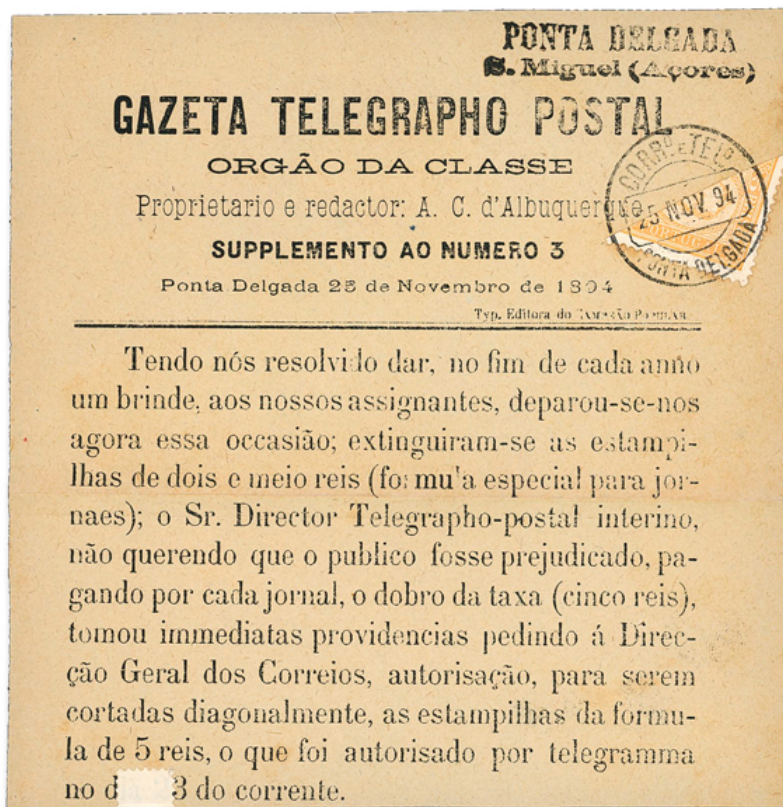 PONTA DELGADA
S. Miguel (Açores)
GAZETA TELEGRAPHO POSTAL
ORGÃO DA CLASSE
Proprietario e redactor: A. C. d'Albuquerque
SUPPLEMENTO AO NUMERO 3
Ponta Delgada 25 de Novembro de 1894
Typ. Editora do
CORRº E TELº
25 NOV. 94
PONTA DELGADA
Tendo nós resolvido dar, no fim de cada anno
um brinde, aos nossos assignantes, deparou-se-nos
agora essa occasião; extinguiram-se as estampi-
lhas de dois e meio reis (formula especial para jor-
naes); o Sr. Director Telegrapho-postal interino,
não querendo que o publico fosse prejudicado, pa-
gando por cada jornal, o dobro da taxa (cinco reis),
tomou immediatas providencias pedindo á Direc-
ção Geral dos Correios, autorisação, para serem
cortadas diagonalmente, as estampilhas da formu-
la de 5 reis, o que foi autorisado por telegramma
no 3 do corrente.